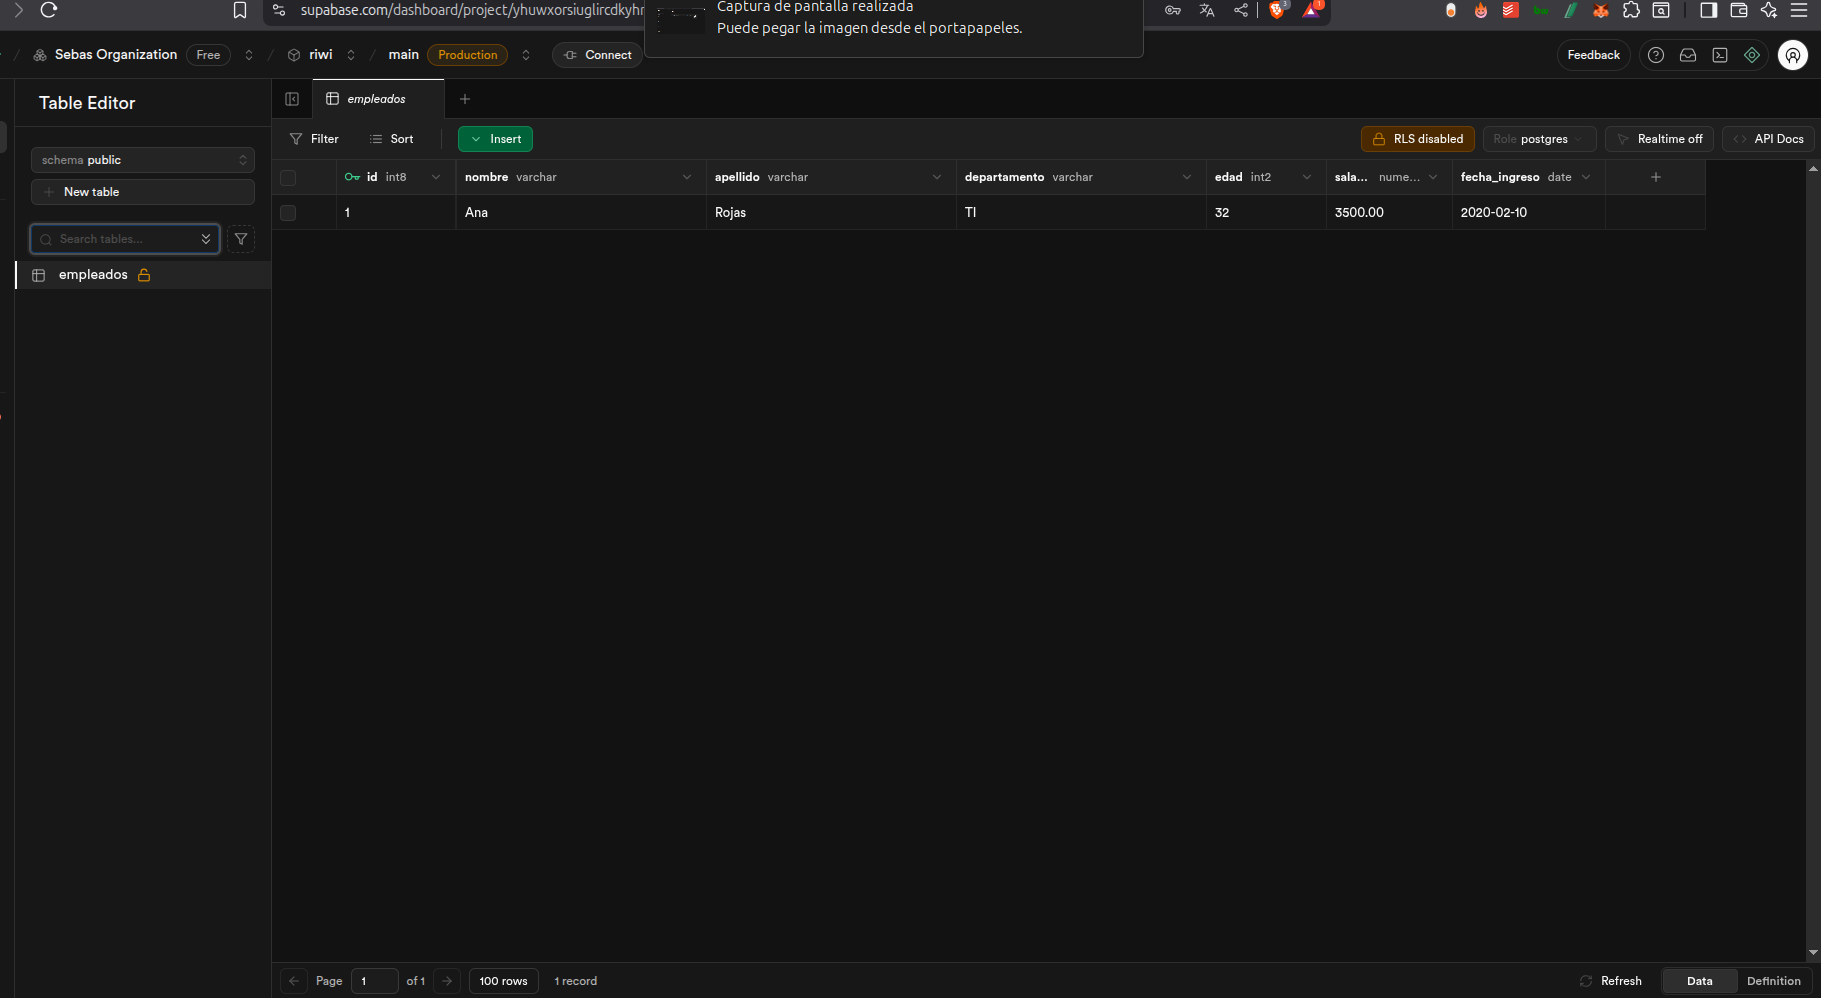 supabase.com/dashboard/project/yhuwxorsiuglircdkyhr
Captura de pantalla realizada
Puede pegar la imagen desde el portapapeles.
3
1
Sebas Organization Free / riwi / main Production Connect
Feedback
Table Editor
empleados
Filter Sort Insert
RLS disabled Role postgres Realtime off API Docs
schema public
New table
Search tables...
empleados
id int8 nombre varchar apellido varchar departamento varchar edad int2 sala... nume... fecha_ingreso date
1 Ana Rojas TI 32 3500.00 2020-02-10
Page 1 of 1 100 rows 1 record
Refresh Data Definition